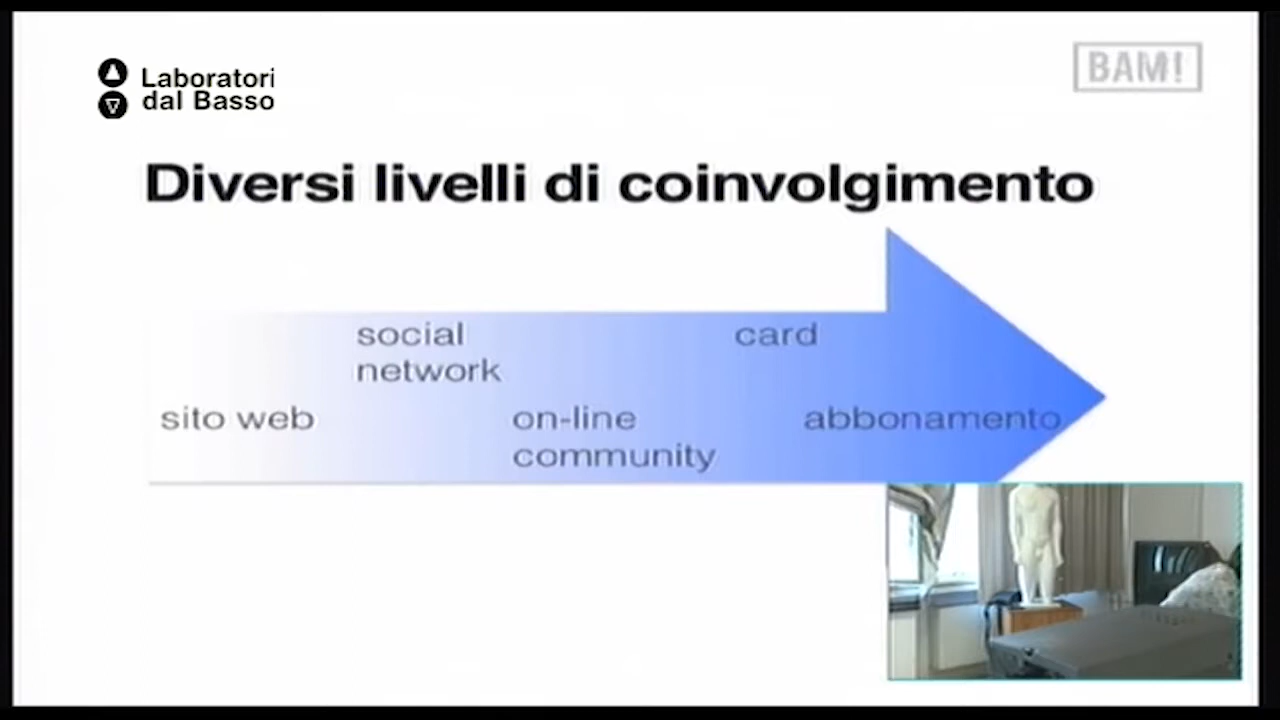 Laboratori
dal Basso
BAM!
Diversi livelli di coinvolgimento
social
network
card
sito web
on-line
community
abbonamento